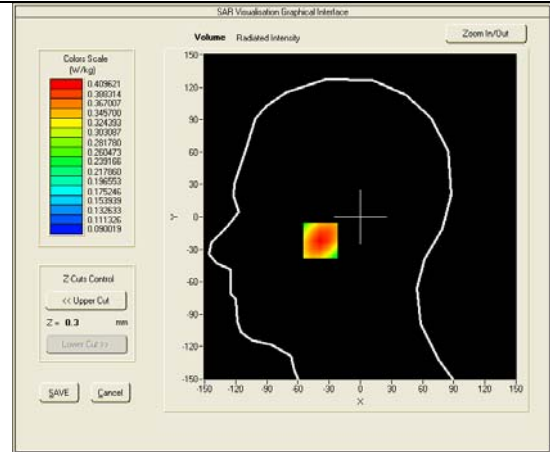 SAR Visualisation Graphical Interface
Volume Radiated Intensity
Zoom In/Out
Colors Scale
(W/kg)
0.409621
0.388314
0.367007
0.345700
0.324393
0.303087
0.281780
0.260473
0.239166
0.217860
0.196553
0.175246
0.153939
0.132633
0.111326
0.090019
150
120
90
60
30
0
-30
-60
-90
-120
-150
Y
-150 -120 -90 -60 -30 0 30 60 90 120 150
X
Z Cuts Control
<< Upper Cut
Z = 0.3 mm
Lower Cut >>
SAVE Cancel